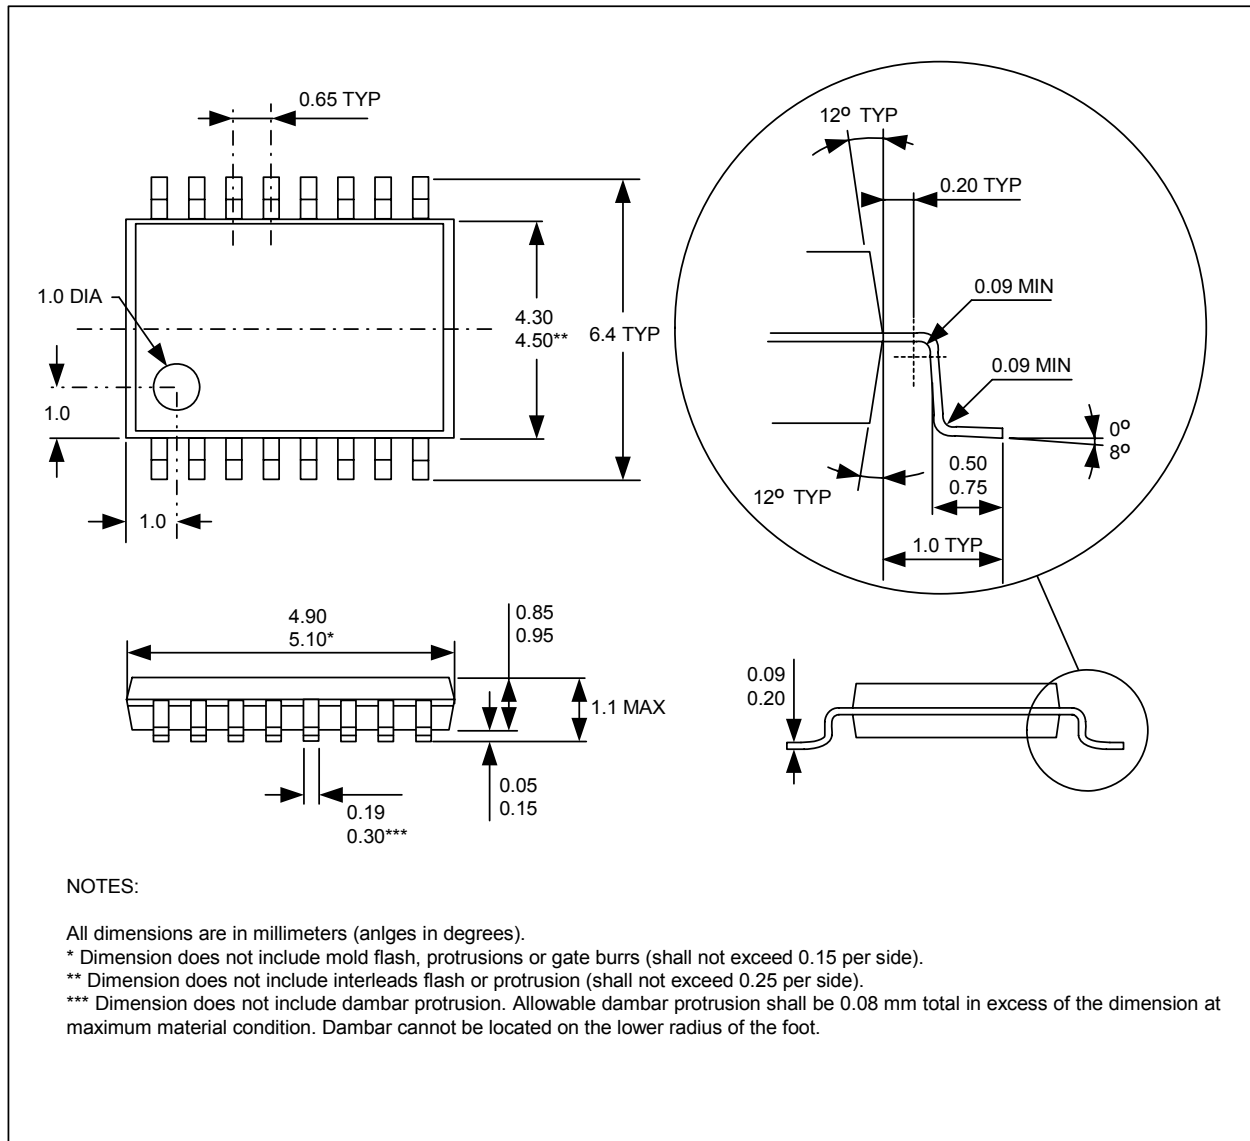 0.65 TYP
1.0 DIA
1.0
1.0
4.30
4.50**
6.4 TYP
12º TYP
0.20 TYP
0.09 MIN
0.09 MIN
0º
8º
0.50
0.75
12º TYP
1.0 TYP
4.90
5.10*
0.85
0.95
1.1 MAX
0.05
0.15
0.19
0.30***
0.09
0.20
NOTES:
All dimensions are in millimeters (anlges in degrees).
* Dimension does not include mold flash, protrusions or gate burrs (shall not exceed 0.15 per side).
** Dimension does not include interleads flash or protrusion (shall not exceed 0.25 per side).
*** Dimension does not include dambar protrusion. Allowable dambar protrusion shall be 0.08 mm total in excess of the dimension at
maximum material condition. Dambar cannot be located on the lower radius of the foot.